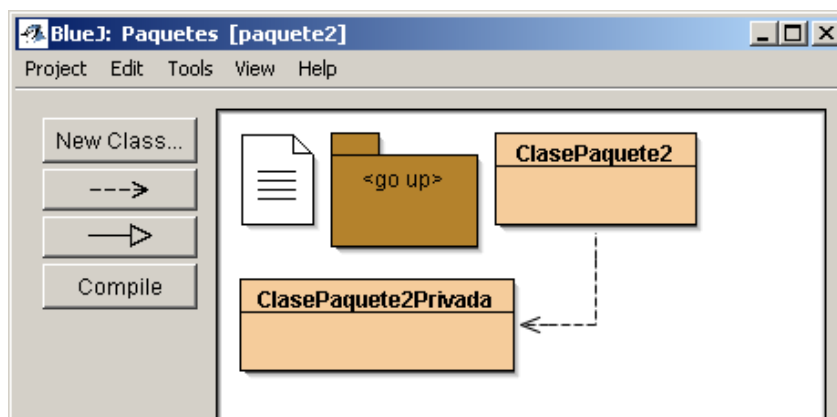 BlueJ: Paquetes [paquete2]
Project Edit Tools View Help
New Class...
Compile
<go up>
ClasePaquete2
ClasePaquete2Privada